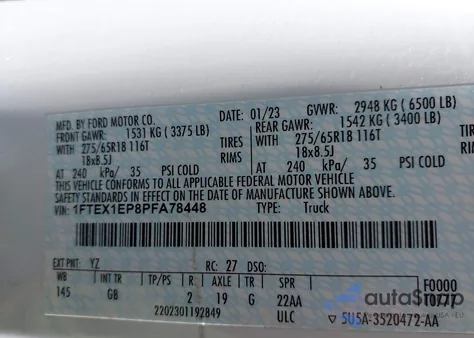 MFD. BY FORD MOTOR CO.
DATE: 01/23 GVWR: 2948 KG ( 6500 LB)
FRONT GAWR: 1531 KG ( 3375 LB)
REAR GAWR: 1542 KG ( 3400 LB)
WITH 275/65R18 116T TIRES WITH 275/65R18 116T
18x8.5J RIMS 18x8.5J
AT 240 kPa/ 35 PSI COLD AT 240 kPa/ 35 PSI COLD
THIS VEHICLE CONFORMS TO ALL APPLICABLE FEDERAL MOTOR VEHICLE
SAFETY STANDARDS IN EFFECT ON THE DATE OF MANUFACTURE SHOWN ABOVE.
VIN: 1FTEX1EP8PFA78448 TYPE: Truck
EXT PNT: YZ RC: 27 DSO:
WB INT TR TP/PS R AXLE TR SPR
145 GB 2 19 G 22AA
2202301192849 ULC
F0000
T0777
▽ 5U5A-3520472-AA
autoStap